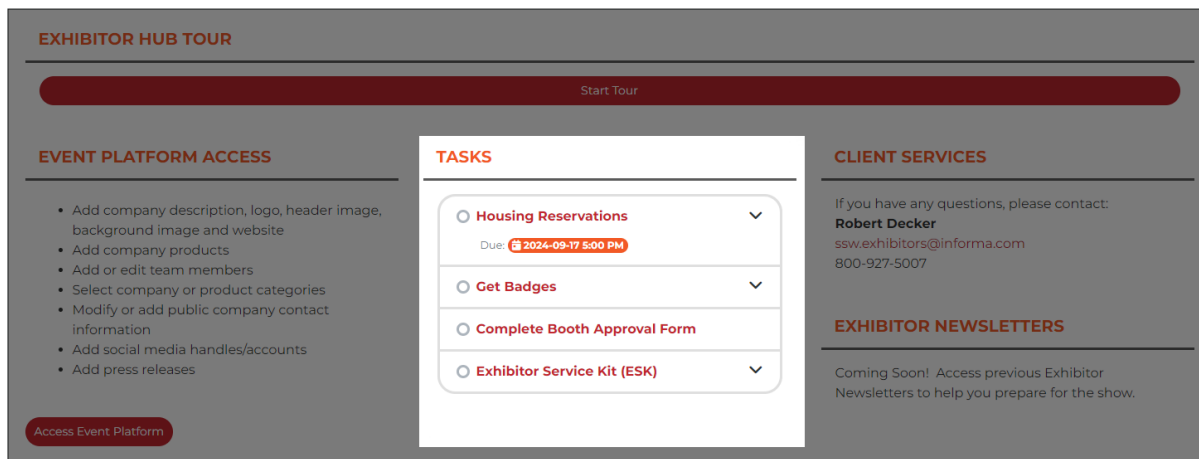 EXHIBITOR HUB TOUR
Start Tour
EVENT PLATFORM ACCESS
• Add company description, logo, header image,
background image and website
• Add company products
• Add or edit team members
• Select company or product categories
• Modify or add public company contact
information
• Add social media handles/accounts
• Add press releases
Access Event Platform
TASKS
Housing Reservations
Due: 2024-09-17 5:00 PM
Get Badges
Complete Booth Approval Form
Exhibitor Service Kit (ESK)
CLIENT SERVICES
If you have any questions, please contact:
Robert Decker
ssw.exhibitors@informa.com
800-927-5007
EXHIBITOR NEWSLETTERS
Coming Soon! Access previous Exhibitor
Newsletters to help you prepare for the show.